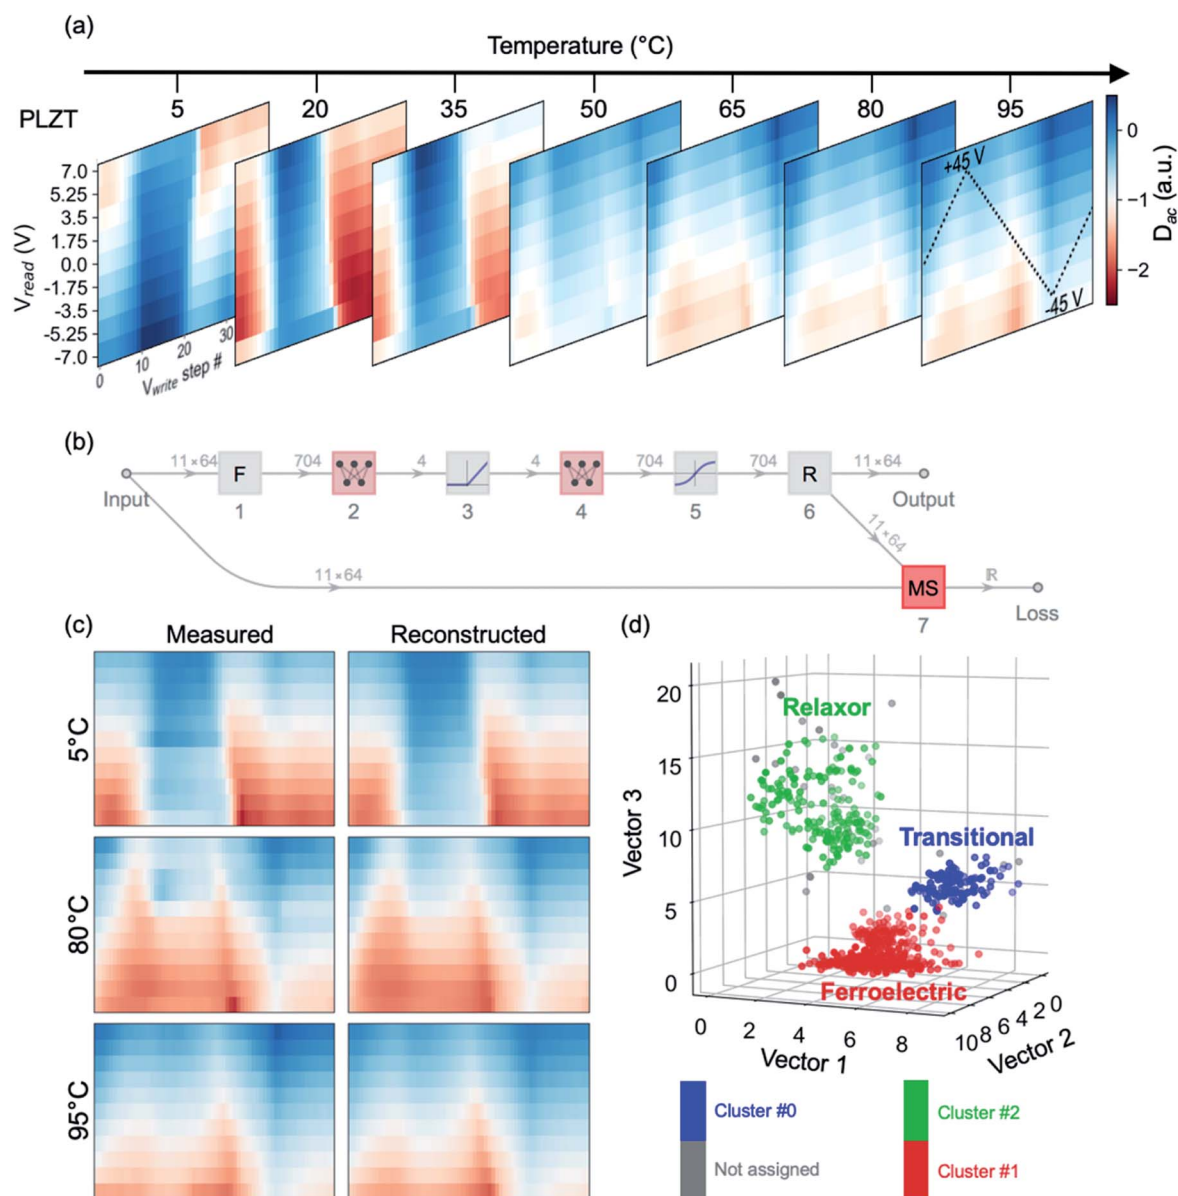 (a)
Temperature (°C)
5 20 35 50 65 80 95
PLZT
7.0
5.25
3.5
1.75
0.0
-1.75
-3.5
-5.25
-7.0
Vread (V)
0 10 20 30
Vwrite step #
+45 V
-45 V
0
−1
−2
Dac (a.u.)
(b)
11×64 704 4 4 704 704 11×64
F R
Input 1 2 3 4 5 6 Output
11×64
11×64 MS ℝ
7 Loss
(c)
Measured Reconstructed
5°C
80°C
95°C
(d)
20
15
10
5
0
Vector 3
Relaxor
Transitional
Ferroelectric
0 2 4 6 8
Vector 1
10 8 6 4 2 0
Vector 2
Cluster #0 Cluster #2
Not assigned Cluster #1